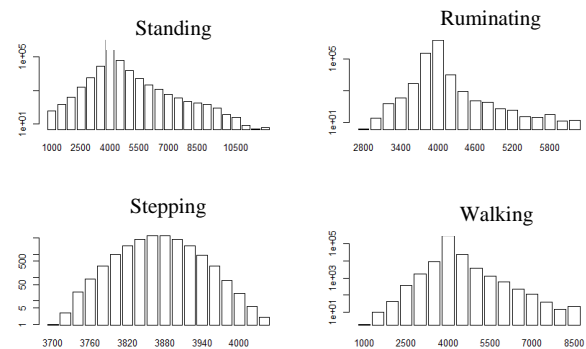 Standing
1e+05
1e+01
1000 2500 4000 5500 7000 8500 10500
Ruminating
1e+05
1e+01
2800 3400 4000 4600 5200 5800
Stepping
500
50
5
1
3700 3760 3820 3880 3940 4000
Walking
1e+05
1e+03
1e+01
1000 2500 4000 5500 7000 8500